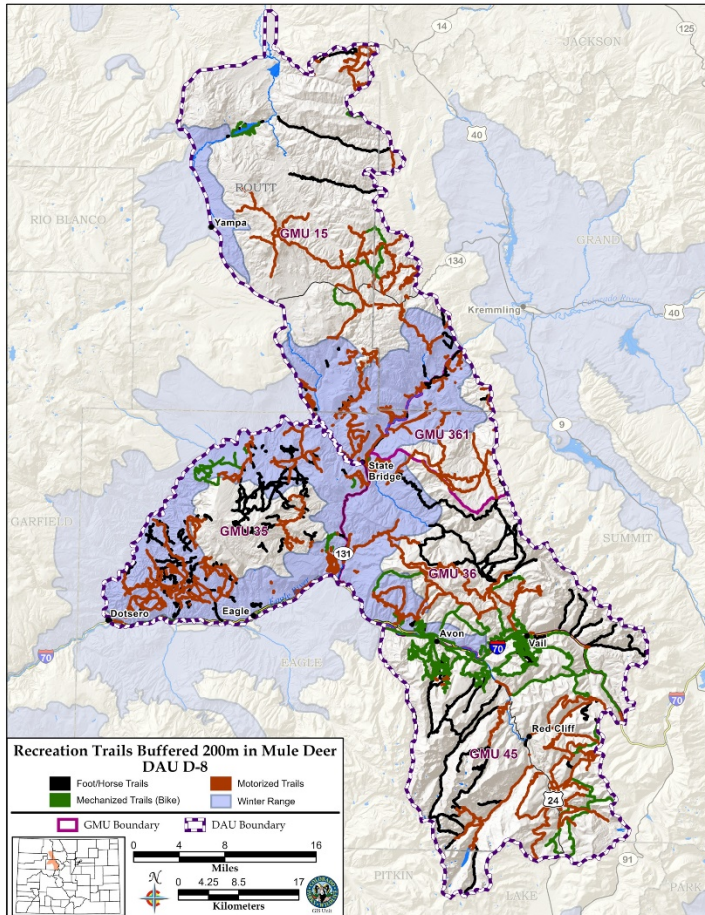 14
125
JACKSON
40
ROUTT
RIO BLANCO
Yampa
GMU 15
GRAND
134
Kremmling
40
9
GMU 361
State
Bridge
GARFIELD
GMU 35
SUMMIT
131
GMU 36
Dotsero
Eagle
Avon
70
Vail
70
EAGLE
70
Red Cliff
GMU 45
24
91
PITKIN
LAKE
PARK
Recreation Trails Buffered 200m in Mule Deer
DAU D-8
Foot/Horse Trails
Motorized Trails
Mechanized Trails (Bike)
Winter Range
GMU Boundary
DAU Boundary
0 4 8 16
Miles
N
0 4.25 8.5 17
Kilometers
GIS Unit